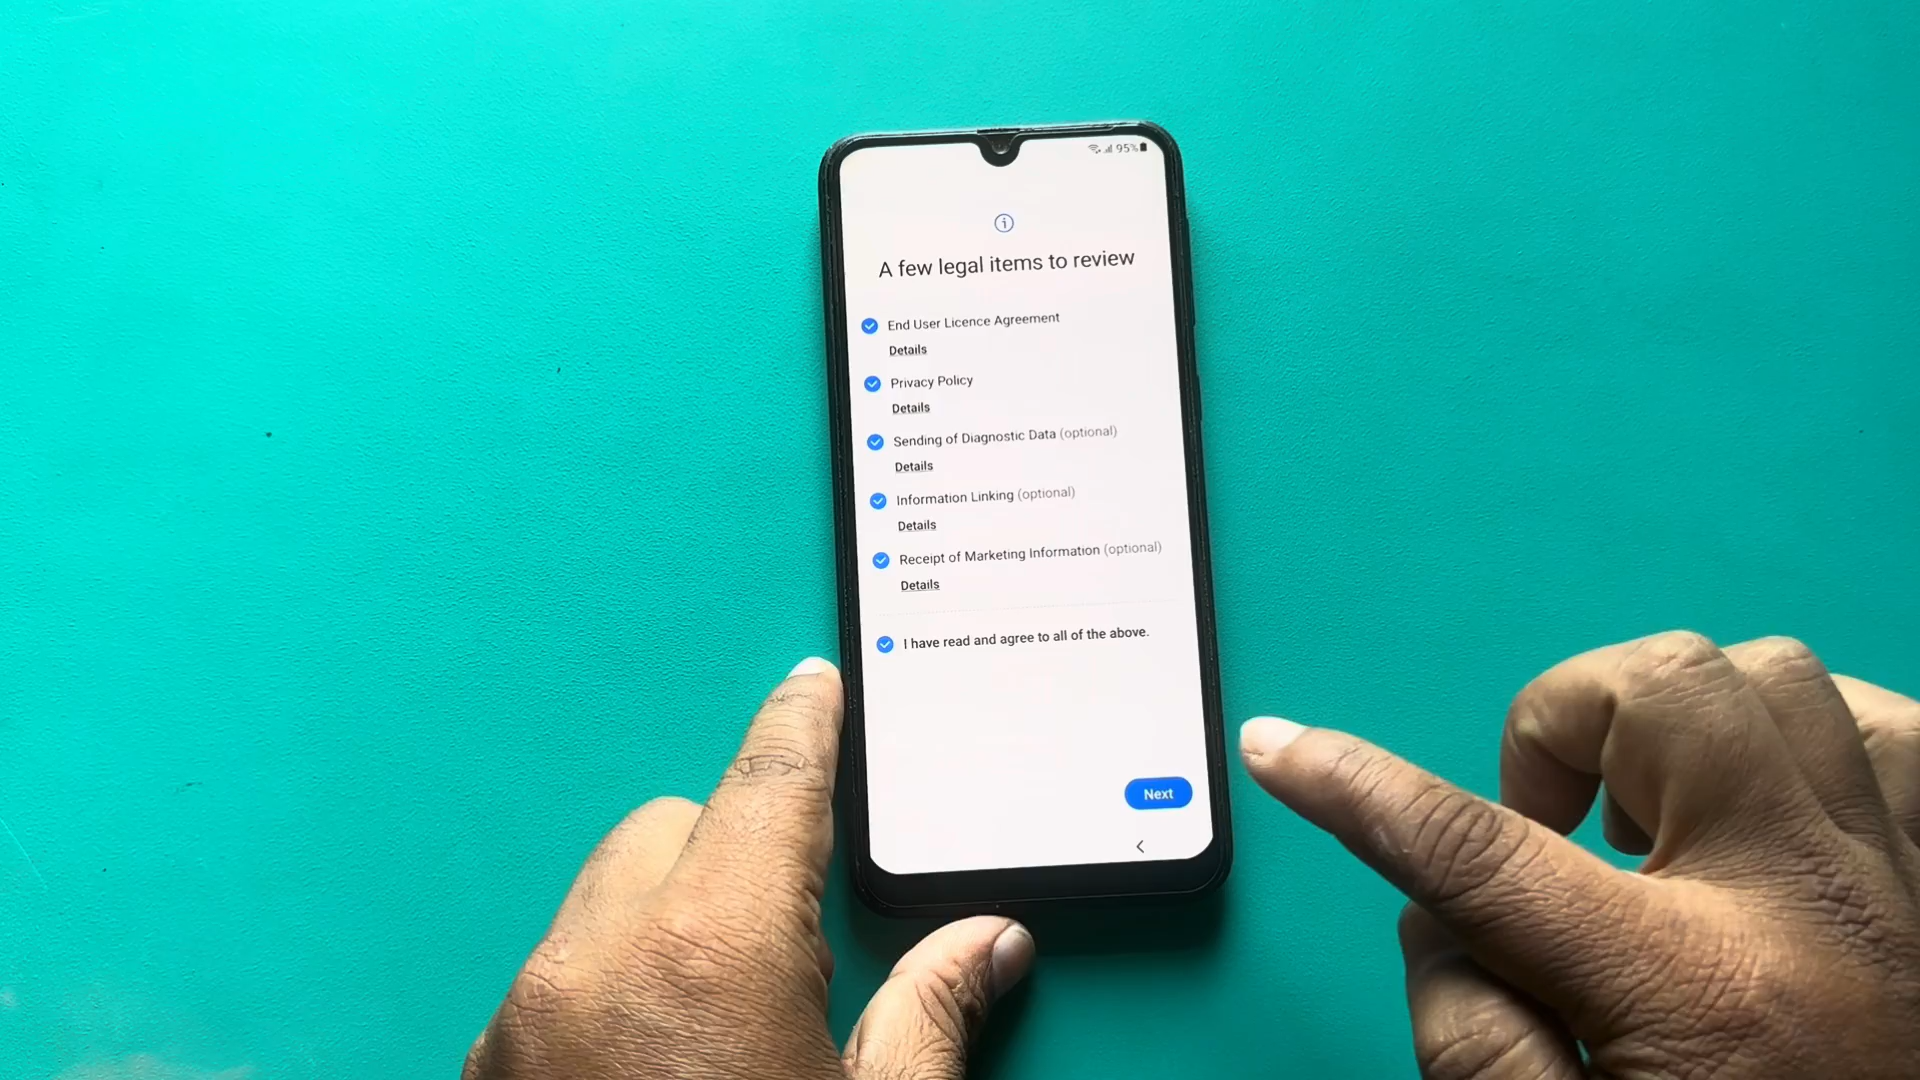 95%
A few legal items to review
End User Licence Agreement
Details
Privacy Policy
Details
Sending of Diagnostic Data (optional)
Details
Information Linking (optional)
Details
Receipt of Marketing Information (optional)
Details
I have read and agree to all of the above.
Next